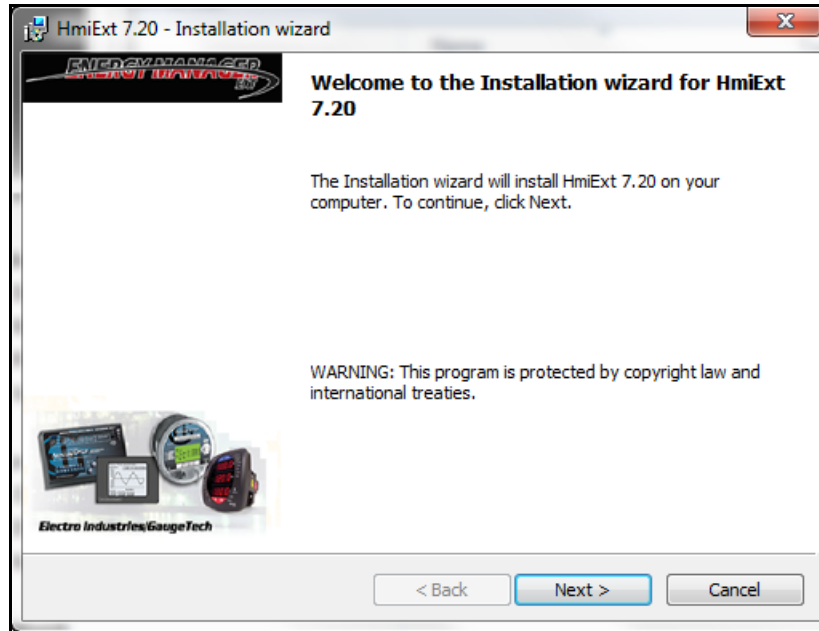 HmiExt 7.20 - Installation wizard
ENERGY MANAGER
EXT
Welcome to the Installation wizard for HmiExt
7.20
The Installation wizard will install HmiExt 7.20 on your
computer. To continue, click Next.
WARNING: This program is protected by copyright law and
international treaties.
Electro Industries/GaugeTech
< Back
Next >
Cancel